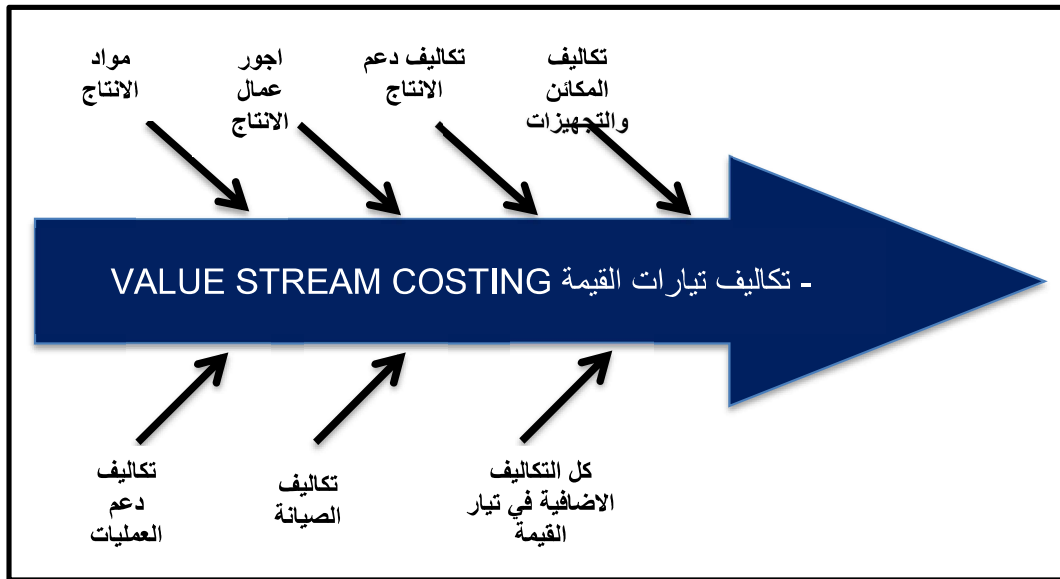 مواد
الانتاج
اجور
عمال
الانتاج
تكاليف دعم
الانتاج
تكاليف
المكائن
والتجهيزات
- تكاليف تيارات القيمة VALUE STREAM COSTING
تكاليف
دعم
العمليات
تكاليف
الصيانة
كل التكاليف
الاضافية في تيار
القيمة